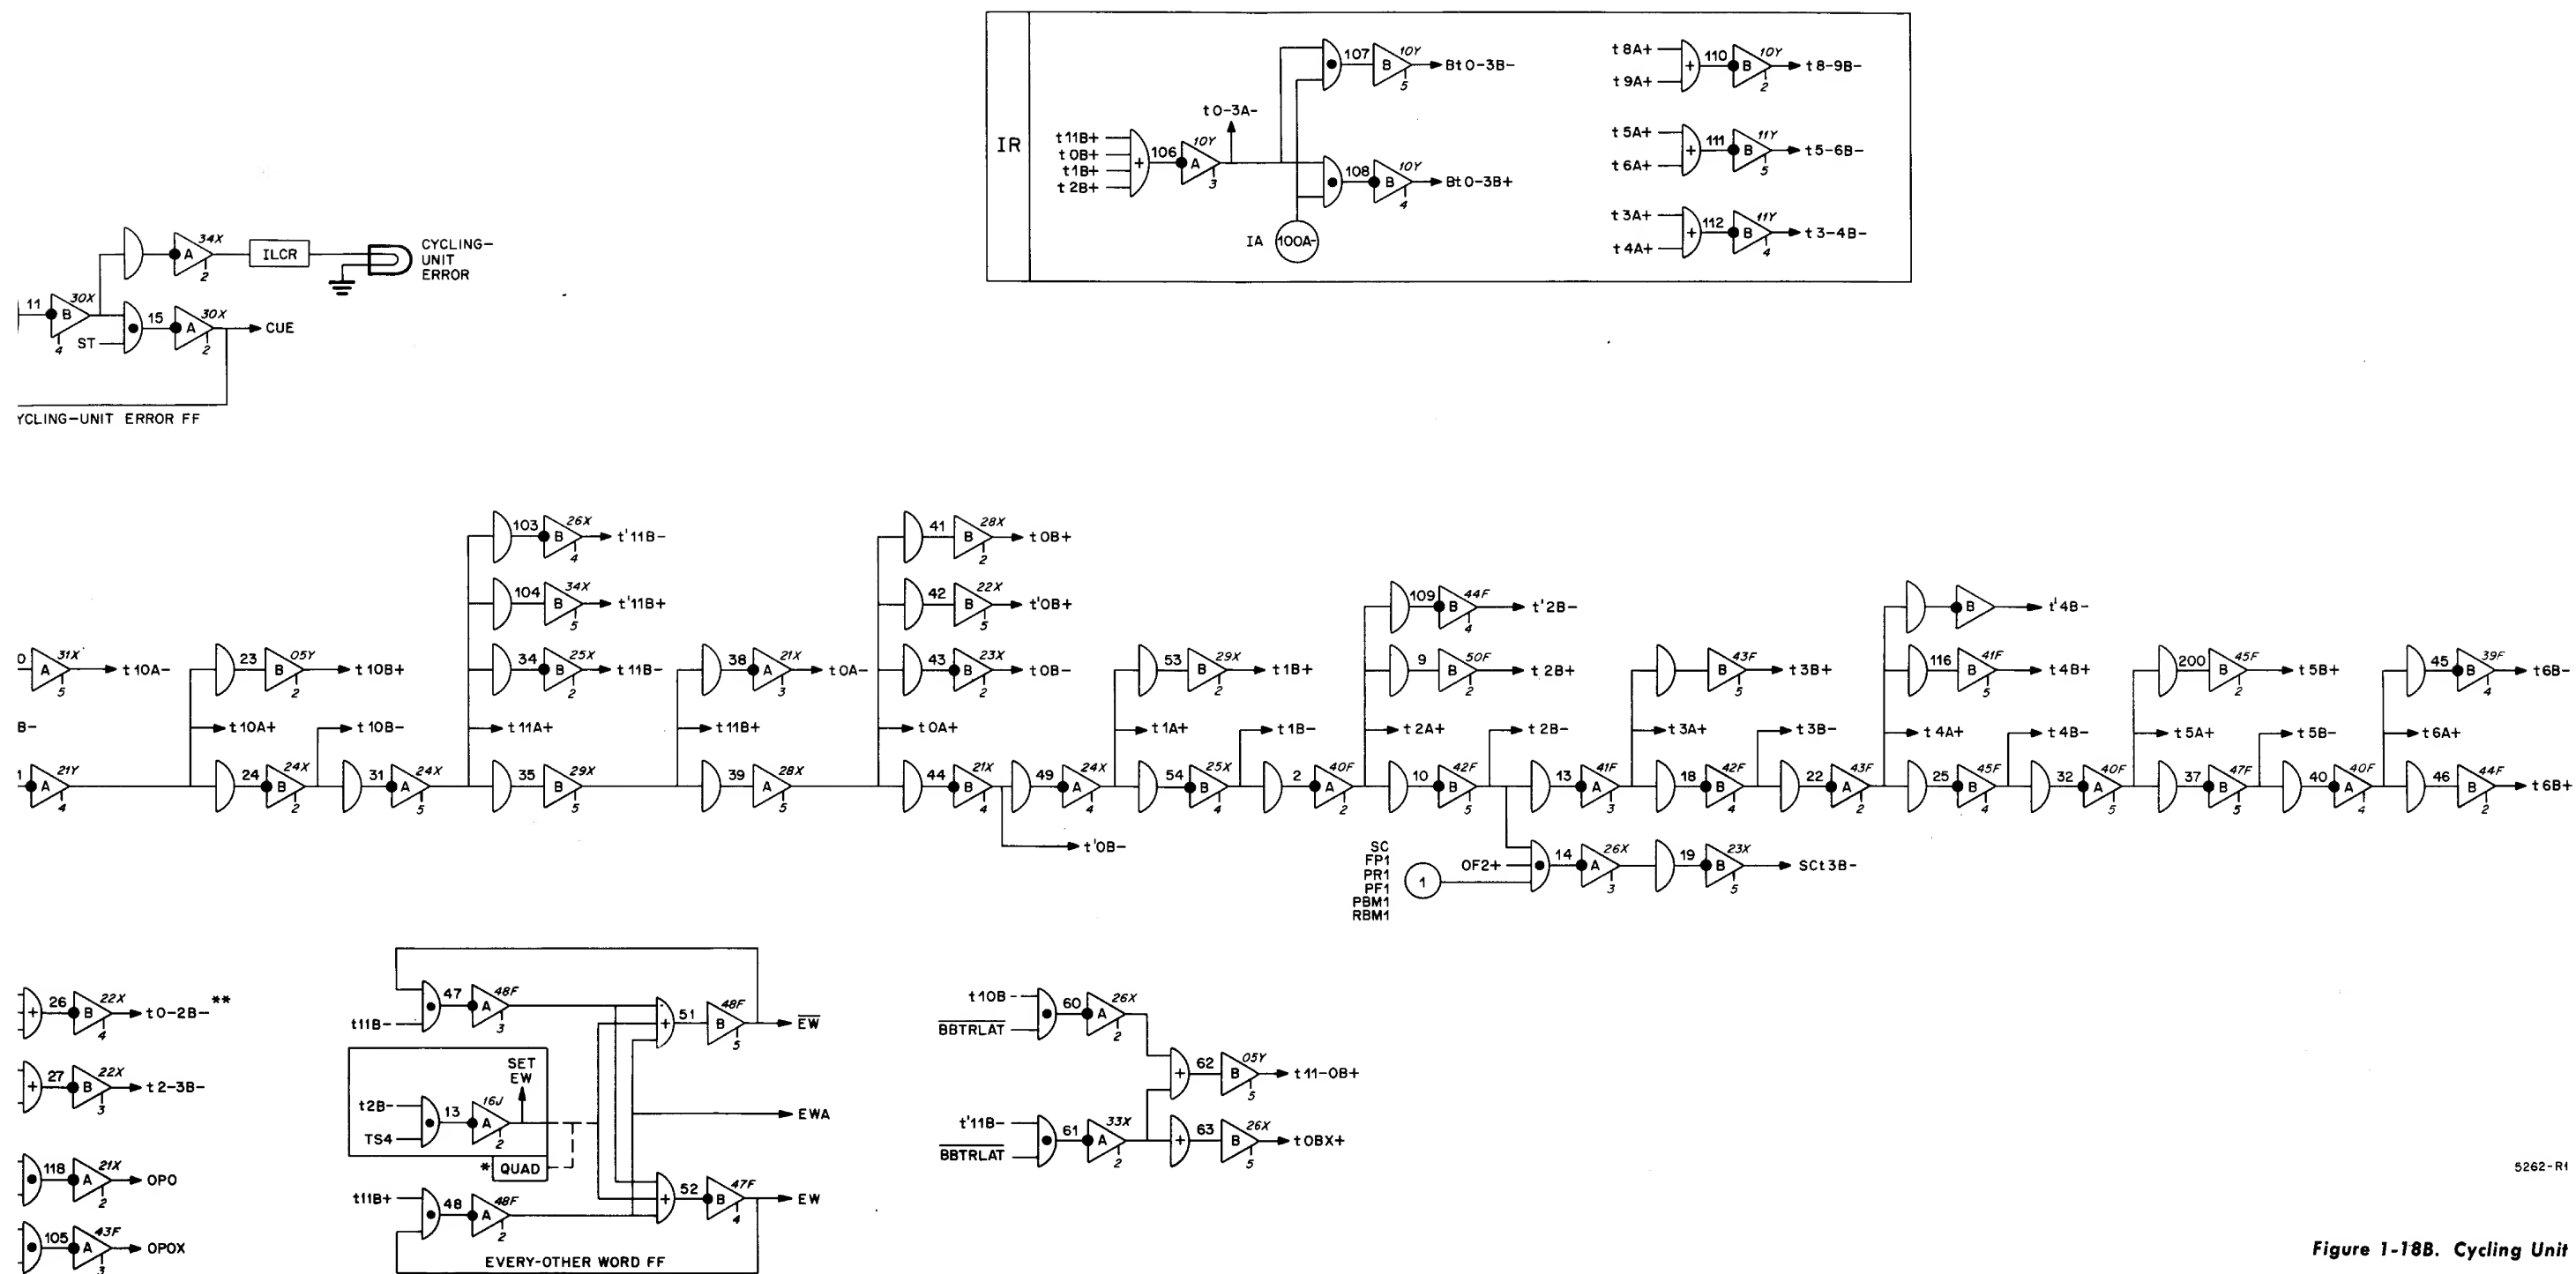 IR
t11B+
t0B+
t1B+
t2B+
106
10Y
A
3
t0-3A-
107
10Y
B
5
Bt0-3B-
108
10Y
B
4
Bt0-3B+
IA
100A-
t8A+
t9A+
110
10Y
B
2
t8-9B-
t5A+
t6A+
111
11Y
B
5
t5-6B-
t3A+
t4A+
112
11Y
B
4
t3-4B-
34X
A
2
ILCR
CYCLING-
UNIT
ERROR
11
30X
B
4
ST
15
30X
A
2
CUE
YCLING-UNIT ERROR FF
103
26X
B
4
t'11B-
104
34X
B
5
t'11B+
34
25X
B
2
t11B-
41
28X
B
2
t0B+
42
22X
B
5
t'0B+
43
23X
B
2
t0B-
109
44F
B
4
t'2B-
B
t'4B-
0
31X
A
5
t10A-
23
05Y
B
2
t10B+
38
21X
A
3
t0A-
53
29X
B
2
t1B+
9
50F
B
2
t2B+
43F
B
5
t3B+
116
41F
B
5
t4B+
200
45F
B
2
t5B+
45
39F
B
4
t6B-
B-
t10A+
t10B-
t11A+
t11B+
t0A+
t1A+
t1B-
t2A+
t2B-
t3A+
t3B-
t4A+
t4B-
t5A+
t5B-
t6A+
1
21Y
A
4
24
24X
B
2
31
24X
A
5
35
29X
B
5
39
28X
A
5
44
21X
B
4
49
24X
A
4
54
25X
B
4
2
40F
A
2
10
42F
B
5
13
41F
A
3
18
42F
B
4
22
43F
A
2
25
45F
B
4
32
40F
A
5
37
47F
B
5
40
40F
A
4
46
44F
B
2
t6B+
t'0B-
SC
FP1
PR1
PF1
PBM1
RBM1
1
OF2+
14
26X
A
3
19
23X
B
5
SCt3B-
26
22X
B
4
t0-2B-**
27
22X
B
3
t2-3B-
118
21X
A
2
OPO
105
43F
A
3
OPOX
t11B-
47
48F
A
3
51
48F
B
5
EW
SET
EW
t2B-
TS4
13
16J
A
2
EWA
* QUAD
t11B+
48
48F
A
2
52
47F
B
4
EW
EVERY-OTHER WORD FF
t10B-
BBTRLAT
60
26X
A
2
62
05Y
B
5
t11-0B+
t'11B-
BBTRLAT
61
33X
A
2
63
26X
B
5
t0BX+
5262-R1
Figure 1-18B. Cycling Unit